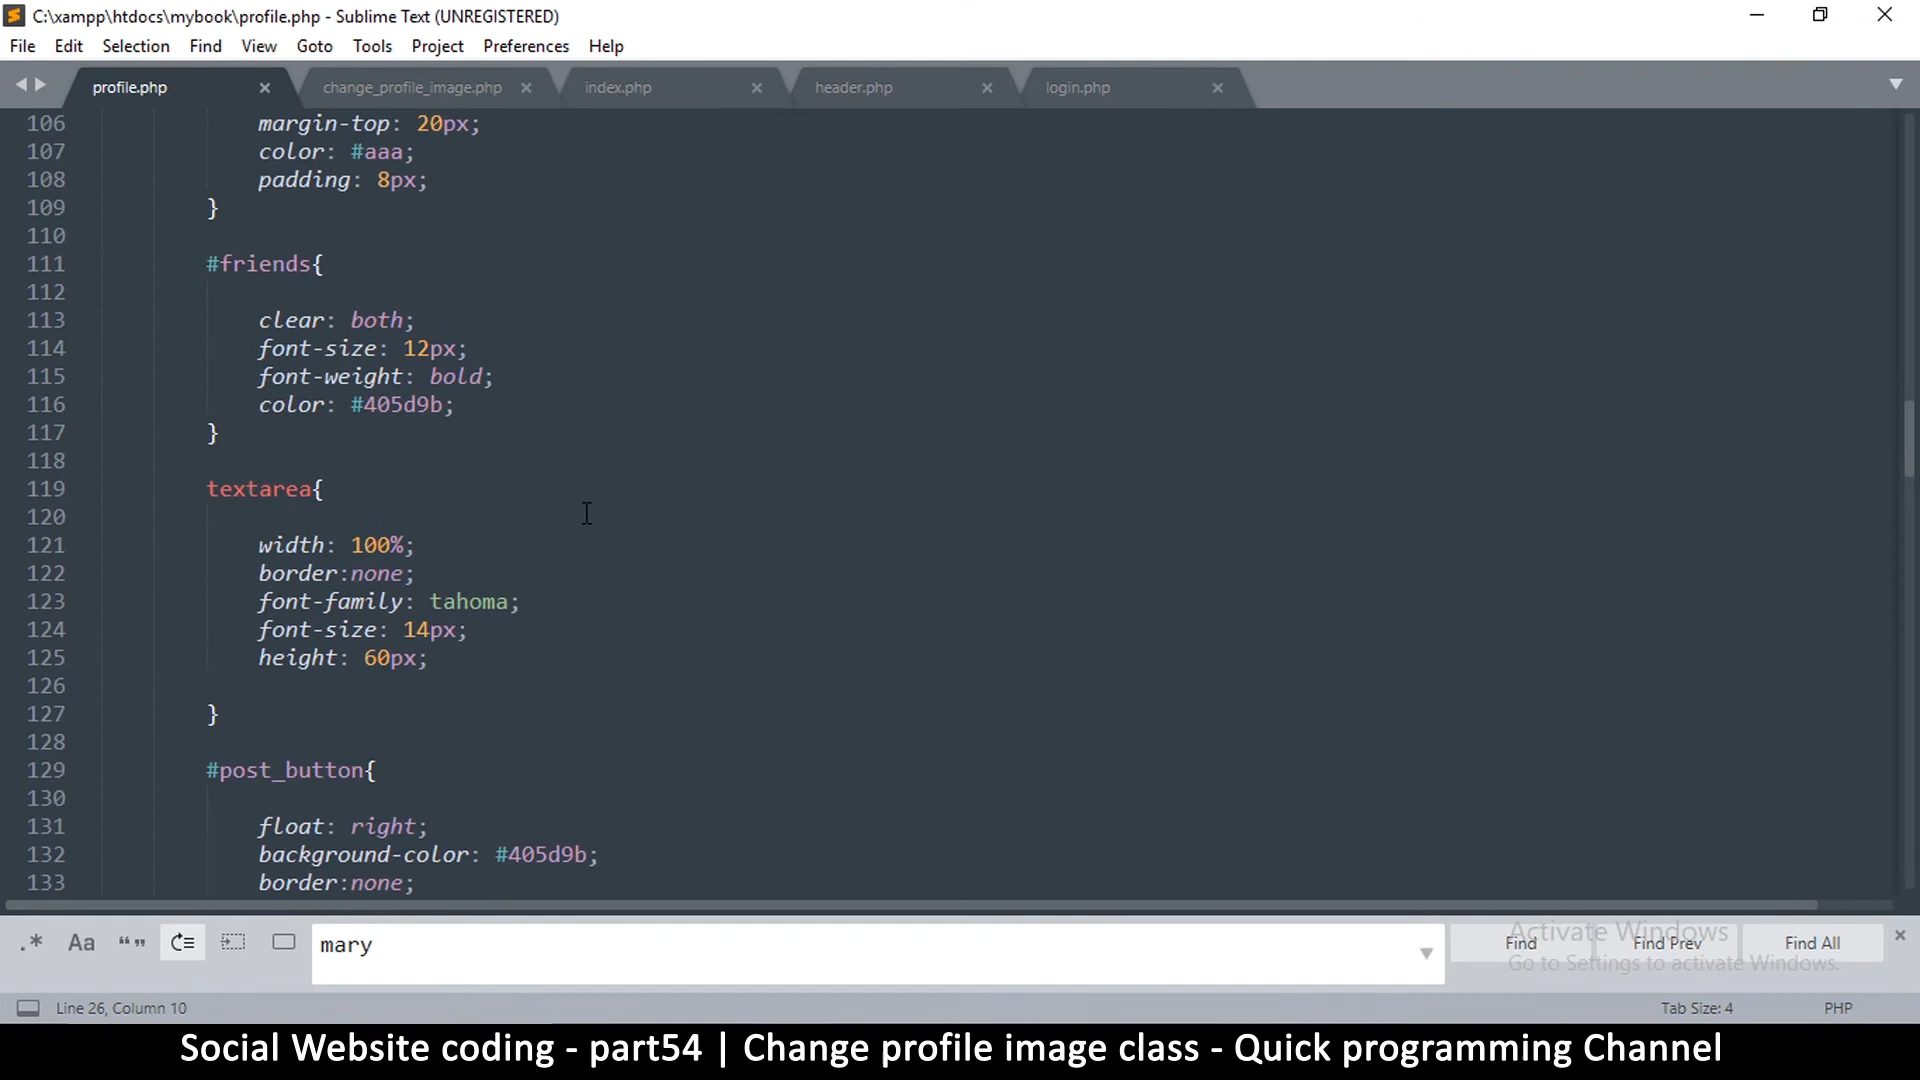 C:\xampp\htdocs\mybook\profile.php - Sublime Text (UNREGISTERED)
File Edit Selection Find View Goto Tools Project Preferences Help
profile.php change_profile_image.php index.php header.php login.php
106 margin-top: 20px;
107 color: #aaa;
108 padding: 8px;
109 }
110
111 #friends{
112
113 clear: both;
114 font-size: 12px;
115 font-weight: bold;
116 color: #405d9b;
117 }
118
119 textarea{
120
121 width: 100%;
122 border:none;
123 font-family: tahoma;
124 font-size: 14px;
125 height: 60px;
126
127 }
128
129 #post_button{
130
131 float: right;
132 background-color: #405d9b;
133 border:none;
.* Aa “” mary Find Find Prev Find All
Activate Windows
Go to Settings to activate Windows.
Line 26, Column 10 Tab Size: 4 PHP
Social Website coding - part54 | Change profile image class - Quick programming Channel